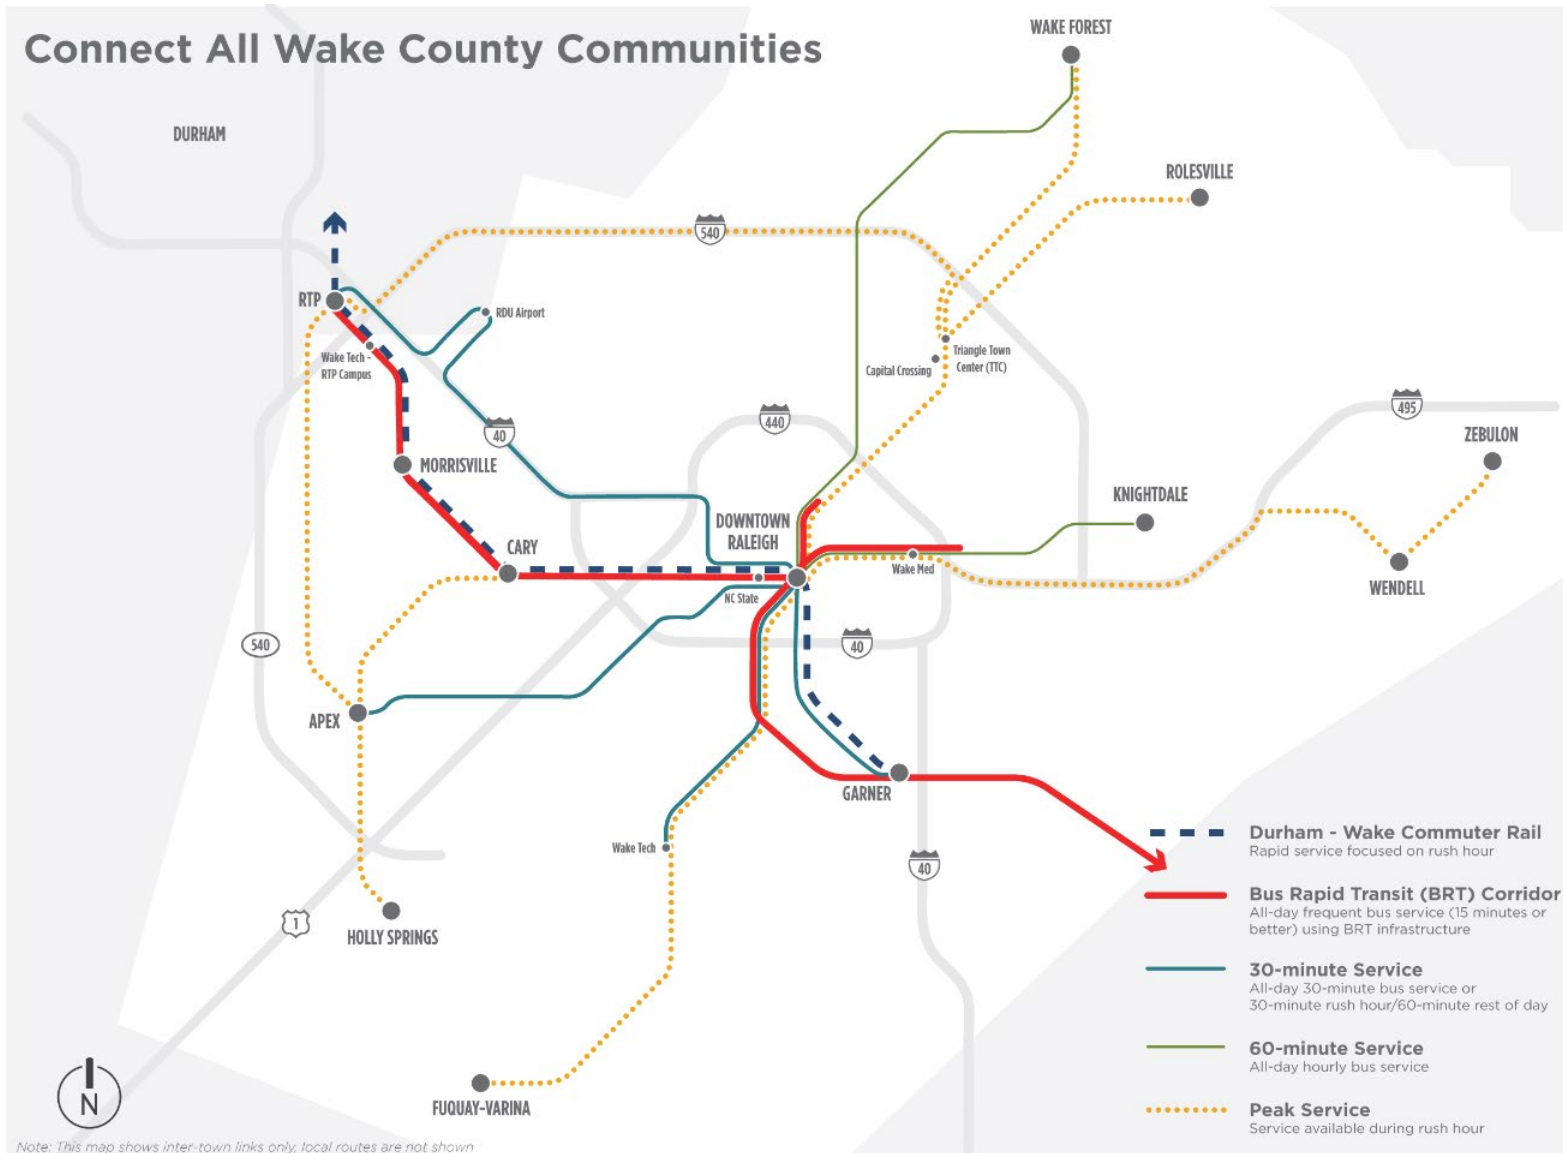 Connect All Wake County Communities
WAKE FOREST
DURHAM
ROLESVILLE
540
RTP
RDU Airport
Wake Tech -
RTP Campus
Triangle Town
Center (TTC)
Capital Crossing
40
440
495
ZEBULON
MORRISVILLE
KNIGHTDALE
DOWNTOWN
RALEIGH
CARY
Wake Med
NC State
WENDELL
540
40
APEX
GARNER
Wake Tech
40
HOLLY SPRINGS
1
FUQUAY-VARINA
N
Durham - Wake Commuter Rail
Rapid service focused on rush hour
Bus Rapid Transit (BRT) Corridor
All-day frequent bus service (15 minutes or
better) using BRT infrastructure
30-minute Service
All-day 30-minute bus service or
30-minute rush hour/60-minute rest of day
60-minute Service
All-day hourly bus service
Peak Service
Service available during rush hour
Note: This map shows inter-town links only, local routes are not shown